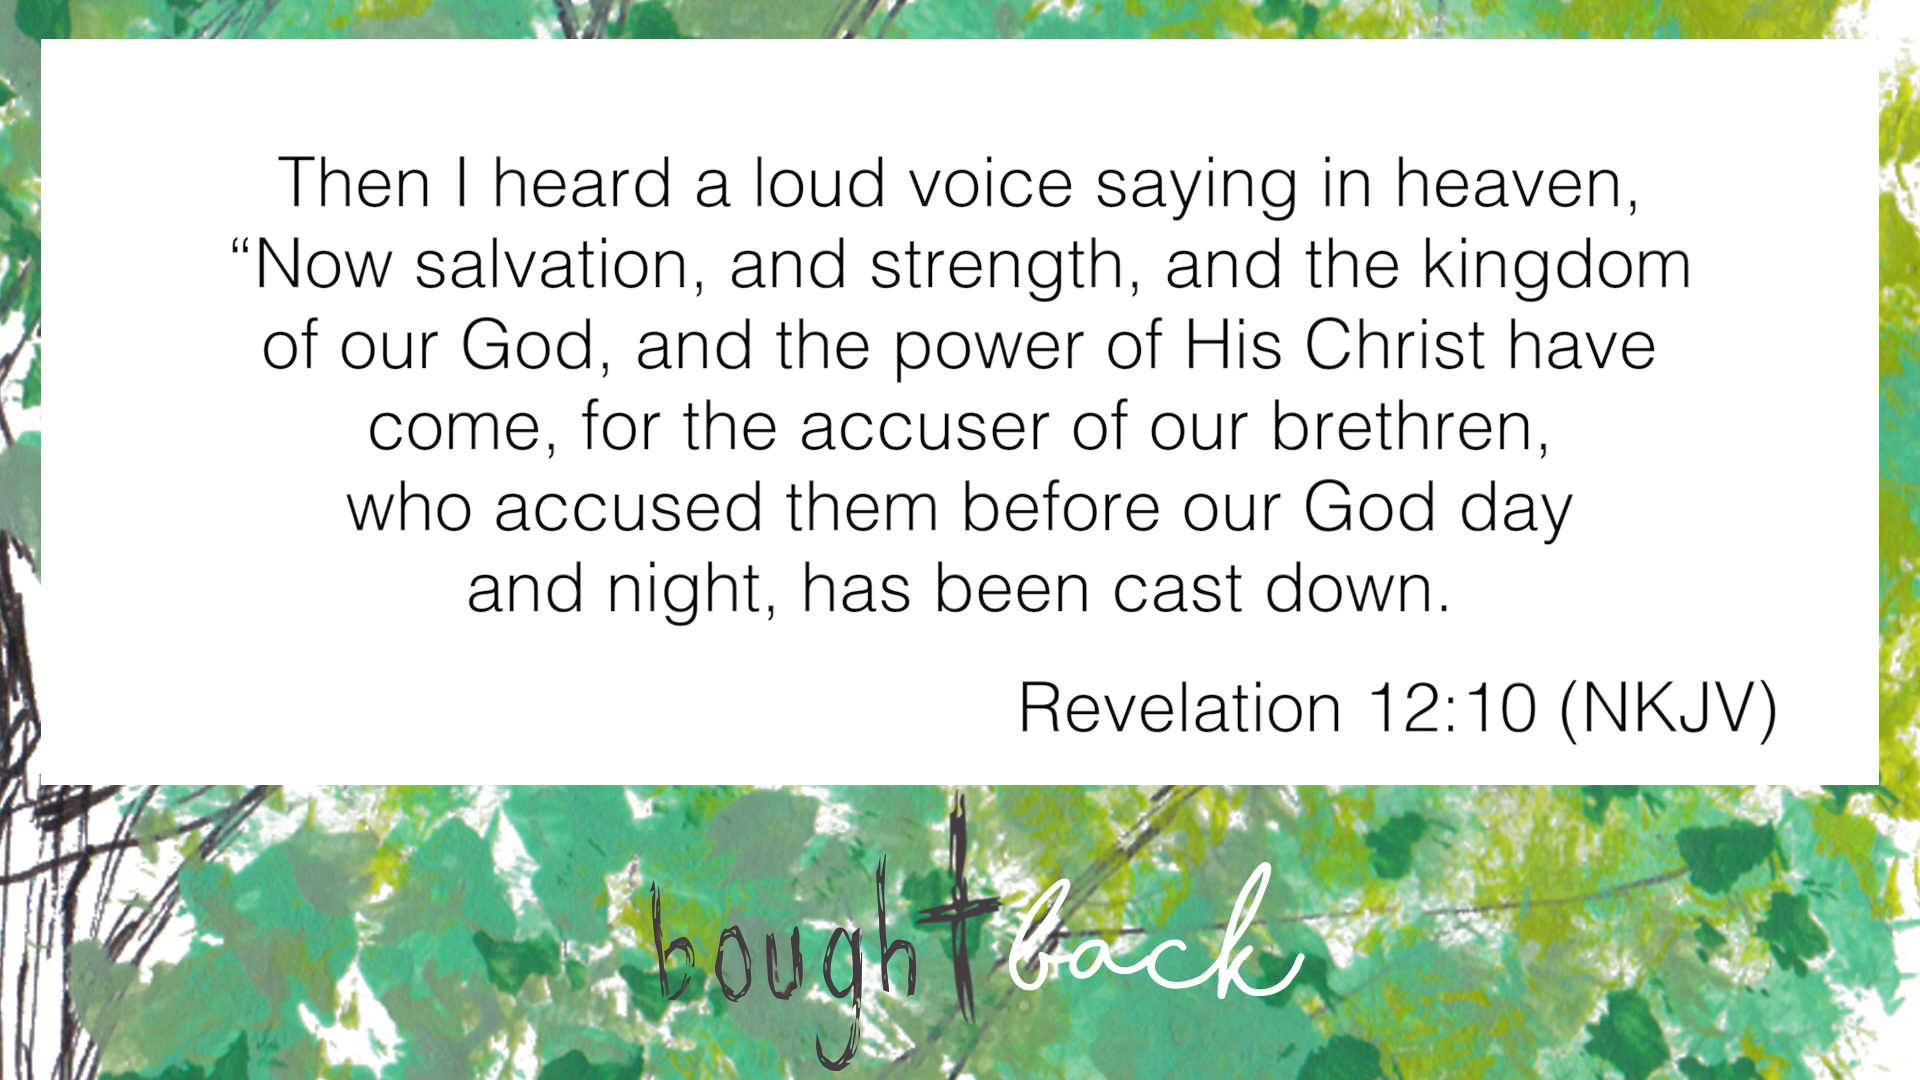 Then I heard a loud voice saying in heaven,
“Now salvation, and strength, and the kingdom
of our God, and the power of His Christ have
come, for the accuser of our brethren,
who accused them before our God day
and night, has been cast down.
Revelation 12:10 (NKJV)
bought back